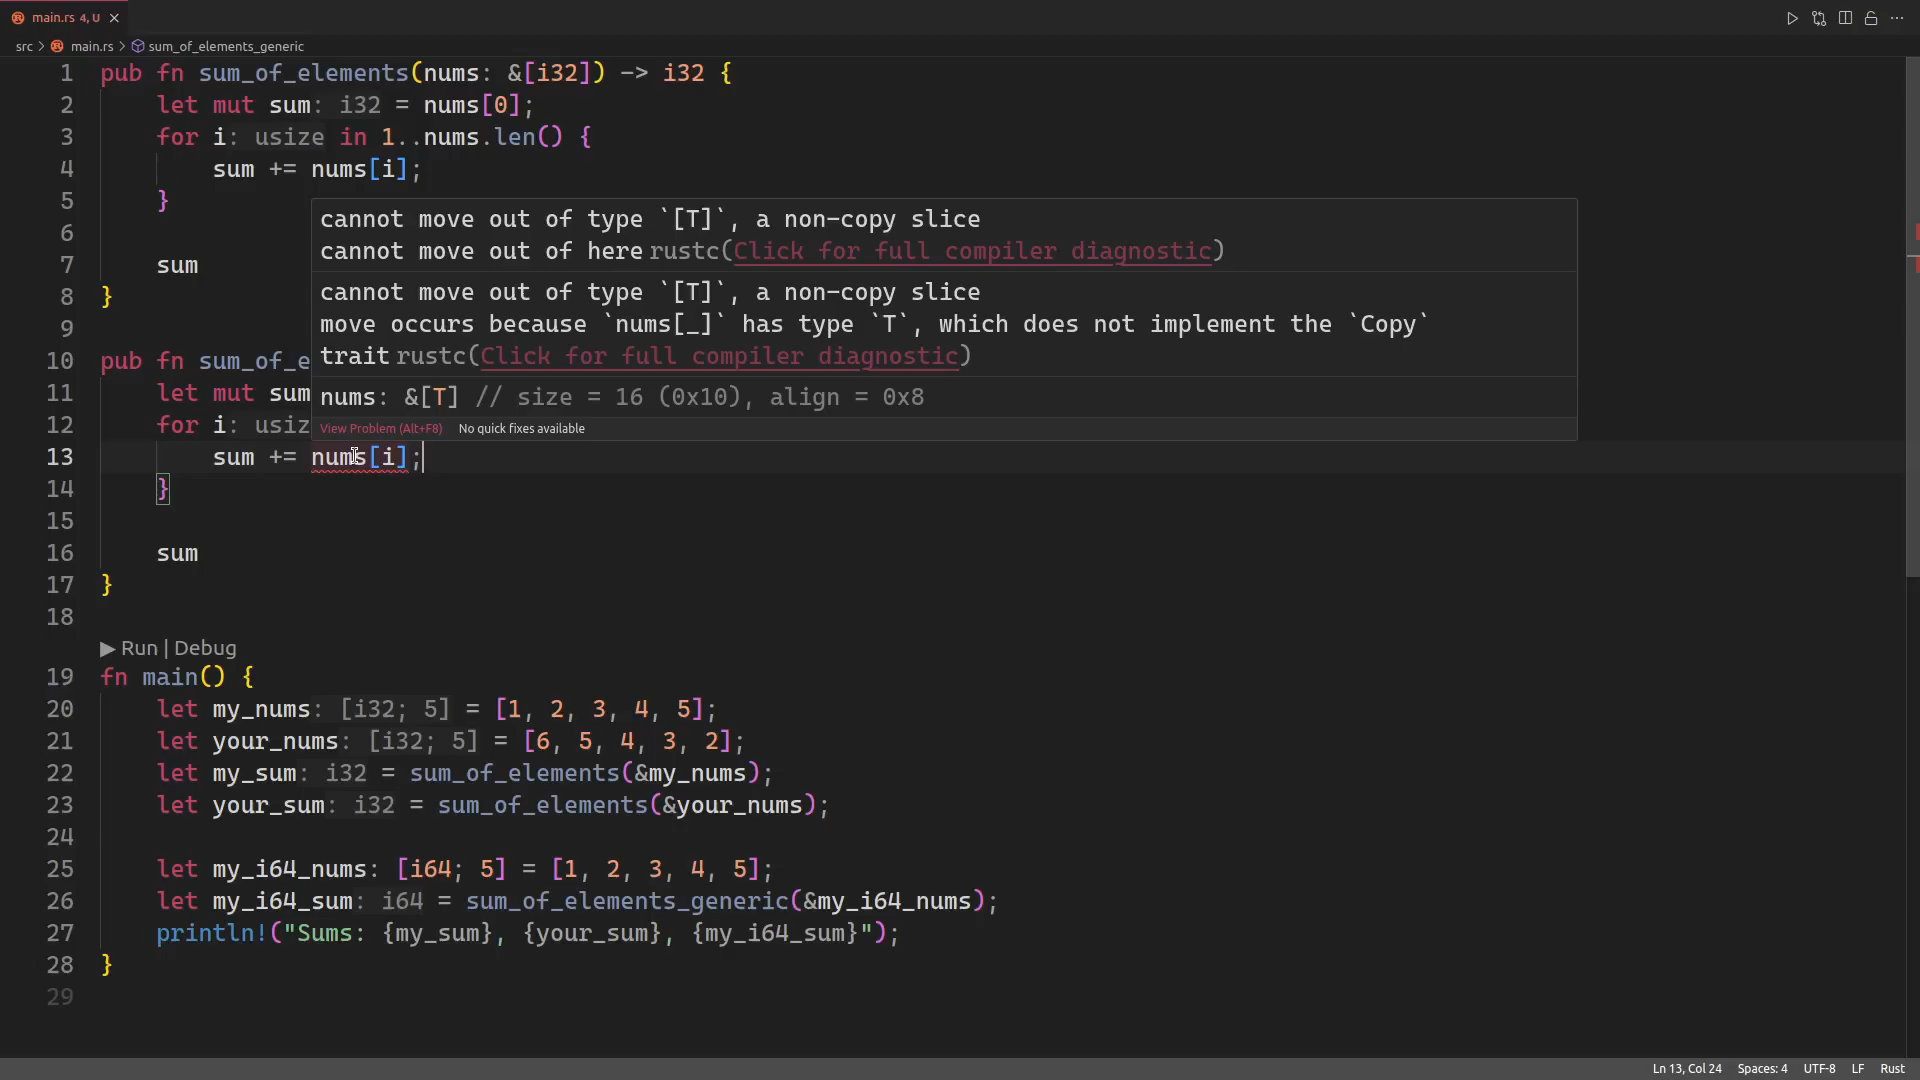 main.rs 4, U
src > main.rs > sum_of_elements_generic
1 pub fn sum_of_elements(nums: &[i32]) -> i32 {
2 let mut sum: i32 = nums[0];
3 for i: usize in 1..nums.len() {
4 sum += nums[i];
5 }
6
7 sum
8 }
9
10 pub fn sum_of_e
11 let mut sum
12 for i: usiz
cannot move out of type `[T]`, a non-copy slice
cannot move out of here rustc(Click for full compiler diagnostic)
cannot move out of type `[T]`, a non-copy slice
move occurs because `nums[_]` has type `T`, which does not implement the `Copy`
trait rustc(Click for full compiler diagnostic)
nums: &[T] // size = 16 (0x10), align = 0x8
View Problem (Alt+F8) No quick fixes available
13 sum += nums[i];
14 }
15
16 sum
17 }
18
▶ Run | Debug
19 fn main() {
20 let my_nums: [i32; 5] = [1, 2, 3, 4, 5];
21 let your_nums: [i32; 5] = [6, 5, 4, 3, 2];
22 let my_sum: i32 = sum_of_elements(&my_nums);
23 let your_sum: i32 = sum_of_elements(&your_nums);
24
25 let my_i64_nums: [i64; 5] = [1, 2, 3, 4, 5];
26 let my_i64_sum: i64 = sum_of_elements_generic(&my_i64_nums);
27 println!("Sums: {my_sum}, {your_sum}, {my_i64_sum}");
28 }
29
Ln 13, Col 24 Spaces: 4 UTF-8 LF Rust